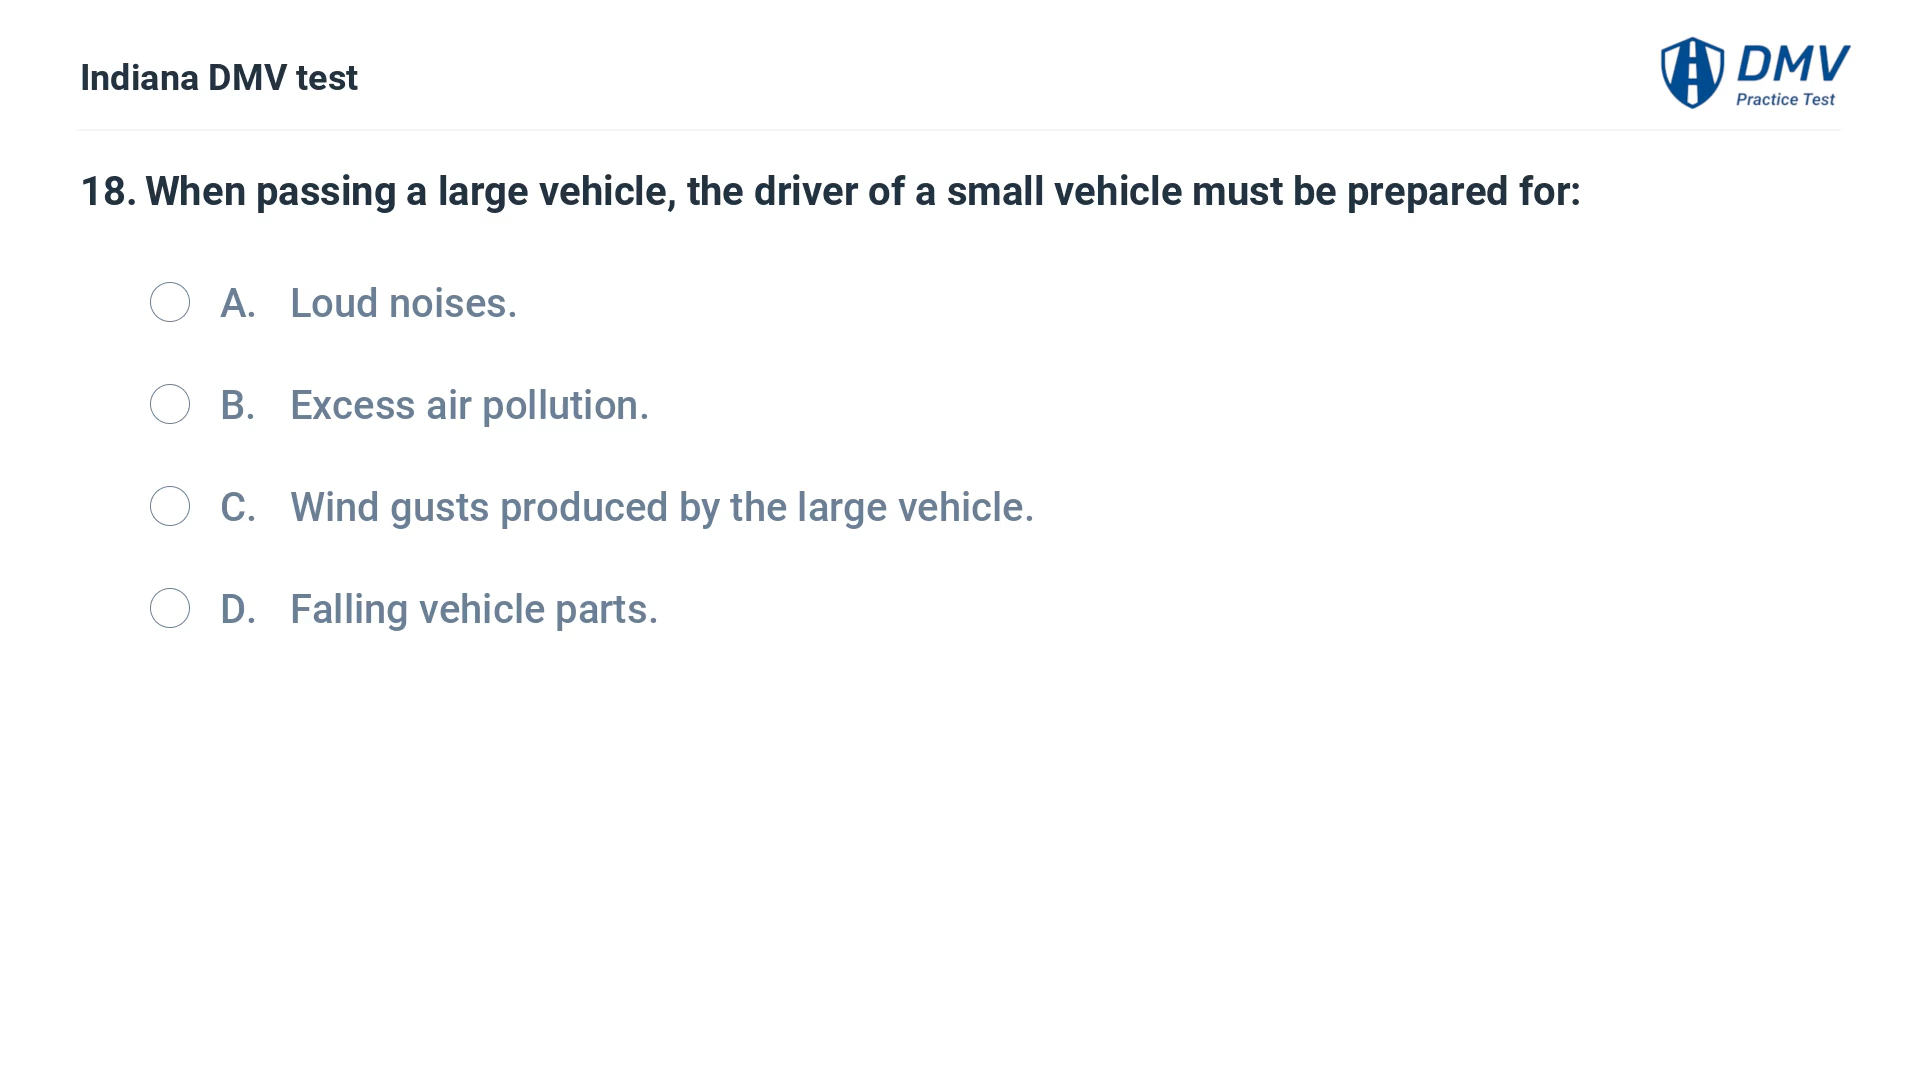 Indiana DMV test
DMV
Practice Test
18. When passing a large vehicle, the driver of a small vehicle must be prepared for:
A. Loud noises.
B. Excess air pollution.
C. Wind gusts produced by the large vehicle.
D. Falling vehicle parts.